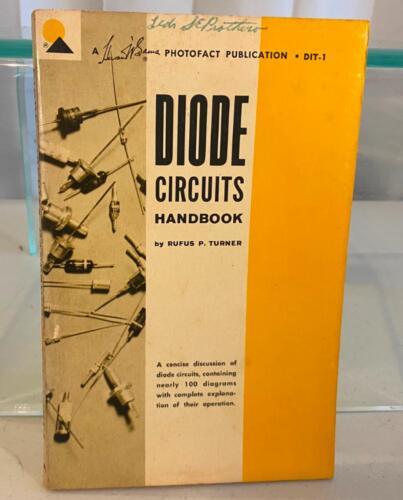 A Howard W. Sams PHOTOFACT PUBLICATION • DIT-1
DIODE
CIRCUITS
HANDBOOK
by RUFUS P. TURNER
A concise discussion of
diode circuits, containing
nearly 100 diagrams
with complete explana-
tion of their operation.